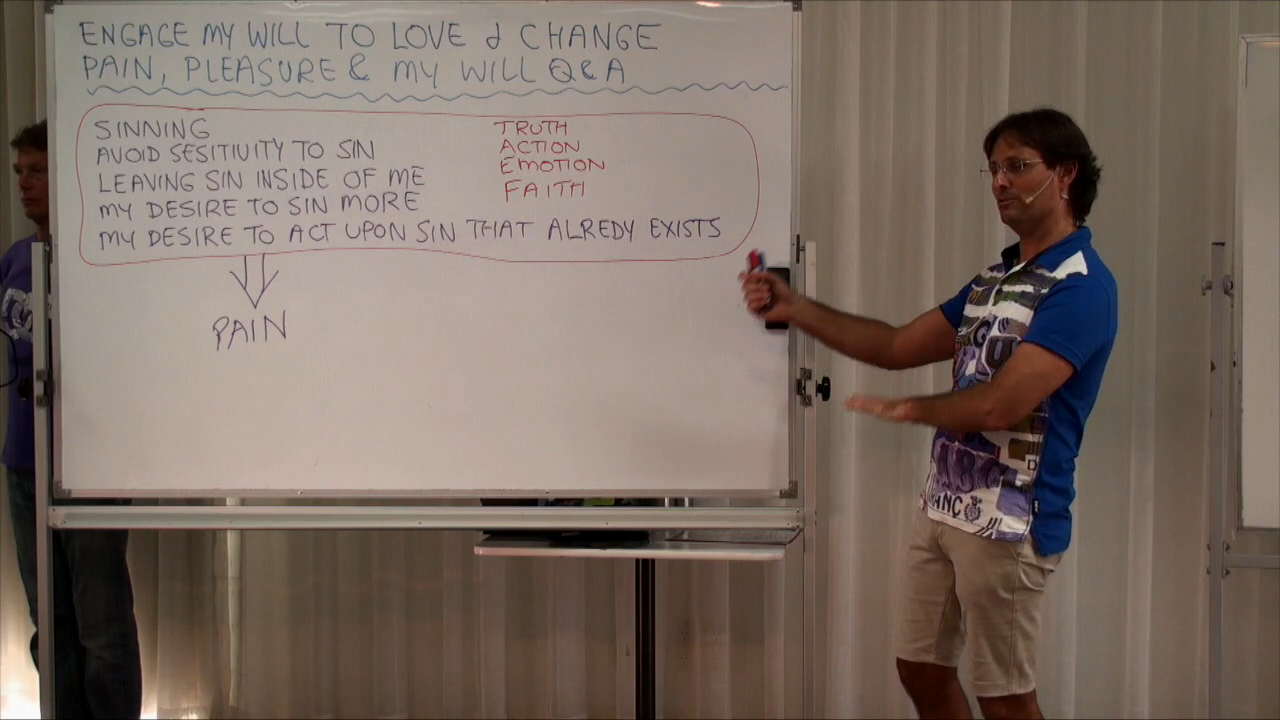 ENGAGE MY WILL TO LOVE & CHANGE
PAIN, PLEASURE & MY WILL Q&A
SINNING
AVOID SESITIUITY TO SIN
LEAVING SIN INSIDE OF ME
MY DESIRE TO SIN MORE
MY DESIRE TO ACT UPON SIN THAT ALREDY EXISTS
TRUTH
ACTION
EMOTION
FAITH
PAIN